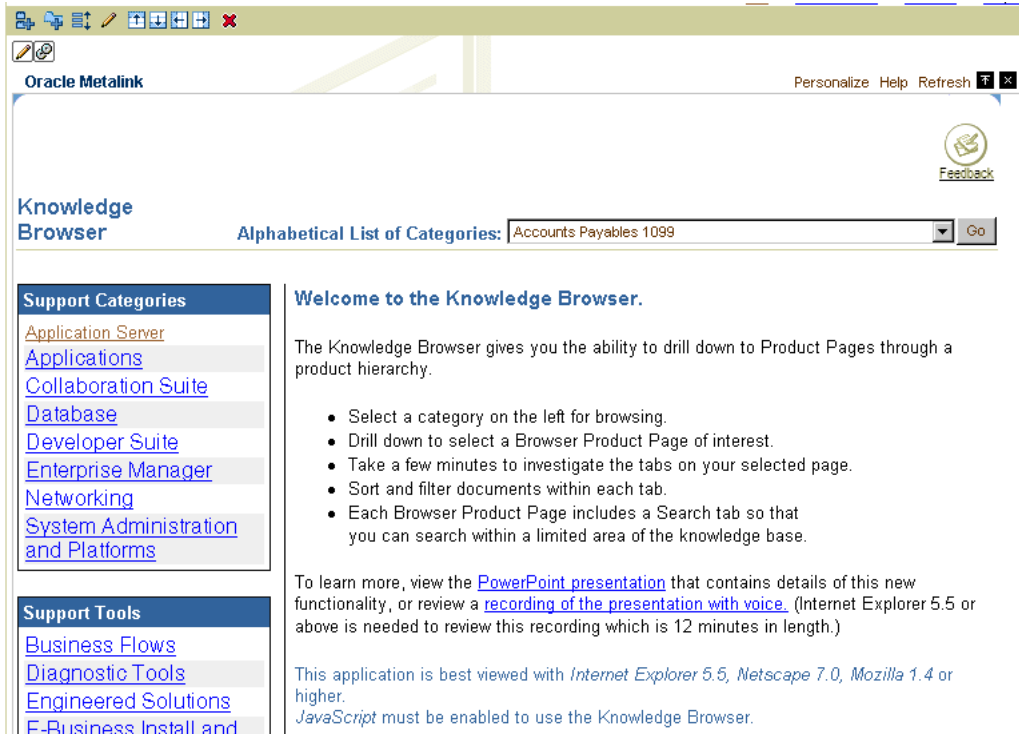 Oracle Metalink
Personalize Help Refresh
Feedback
Knowledge
Browser
Alphabetical List of Categories: Accounts Payables 1099 Go
Support Categories
Application Server
Applications
Collaboration Suite
Database
Developer Suite
Enterprise Manager
Networking
System Administration
and Platforms
Support Tools
Business Flows
Diagnostic Tools
Engineered Solutions
E-Business Install and
Welcome to the Knowledge Browser.
The Knowledge Browser gives you the ability to drill down to Product Pages through a
product hierarchy.
• Select a category on the left for browsing.
• Drill down to select a Browser Product Page of interest.
• Take a few minutes to investigate the tabs on your selected page.
• Sort and filter documents within each tab.
• Each Browser Product Page includes a Search tab so that
you can search within a limited area of the knowledge base.
To learn more, view the PowerPoint presentation that contains details of this new
functionality, or review a recording of the presentation with voice. (Internet Explorer 5.5 or
above is needed to review this recording which is 12 minutes in length.)
This application is best viewed with Internet Explorer 5.5, Netscape 7.0, Mozilla 1.4 or
higher.
JavaScript must be enabled to use the Knowledge Browser.